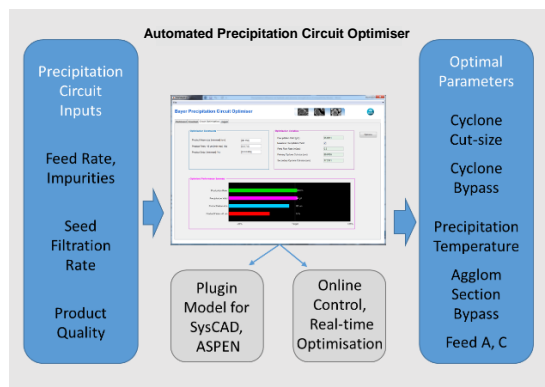 Automated Precipitation Circuit Optimiser
Precipitation
Circuit
Inputs
Feed Rate,
Impurities
Seed
Filtration
Rate
Product
Quality
Bayer Precipitation Circuit Optimiser
Plugin
Model for
SysCAD,
ASPEN
Online
Control,
Real-time
Optimisation
Optimal
Parameters
Cyclone
Cut-size
Cyclone
Bypass
Precipitation
Temperature
Agglom
Section
Bypass
Feed A, C